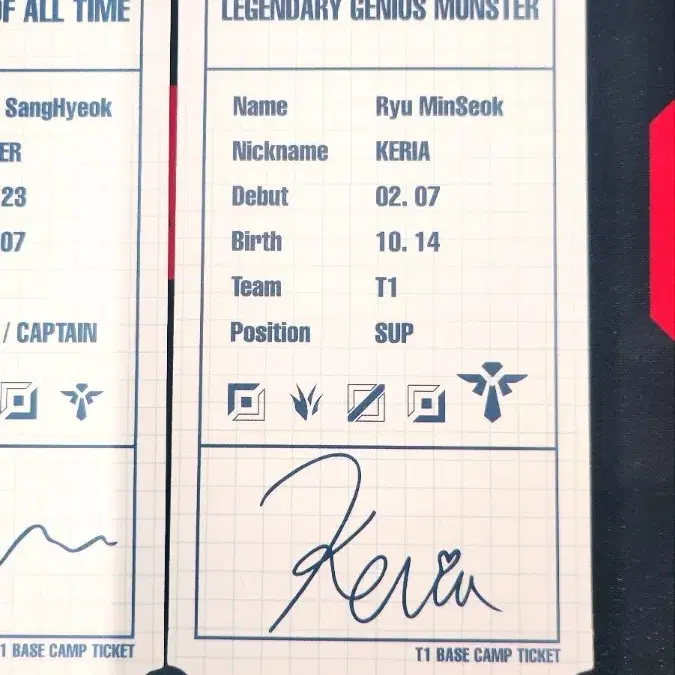 OF ALL TIME
SangHyeok
ER
23
07
/ CAPTAIN
1 BASE CAMP TICKET
LEGENDARY GENIUS MONSTER
Name Ryu MinSeok
Nickname KERIA
Debut 02. 07
Birth 10. 14
Team T1
Position SUP
Keria
T1 BASE CAMP TICKET